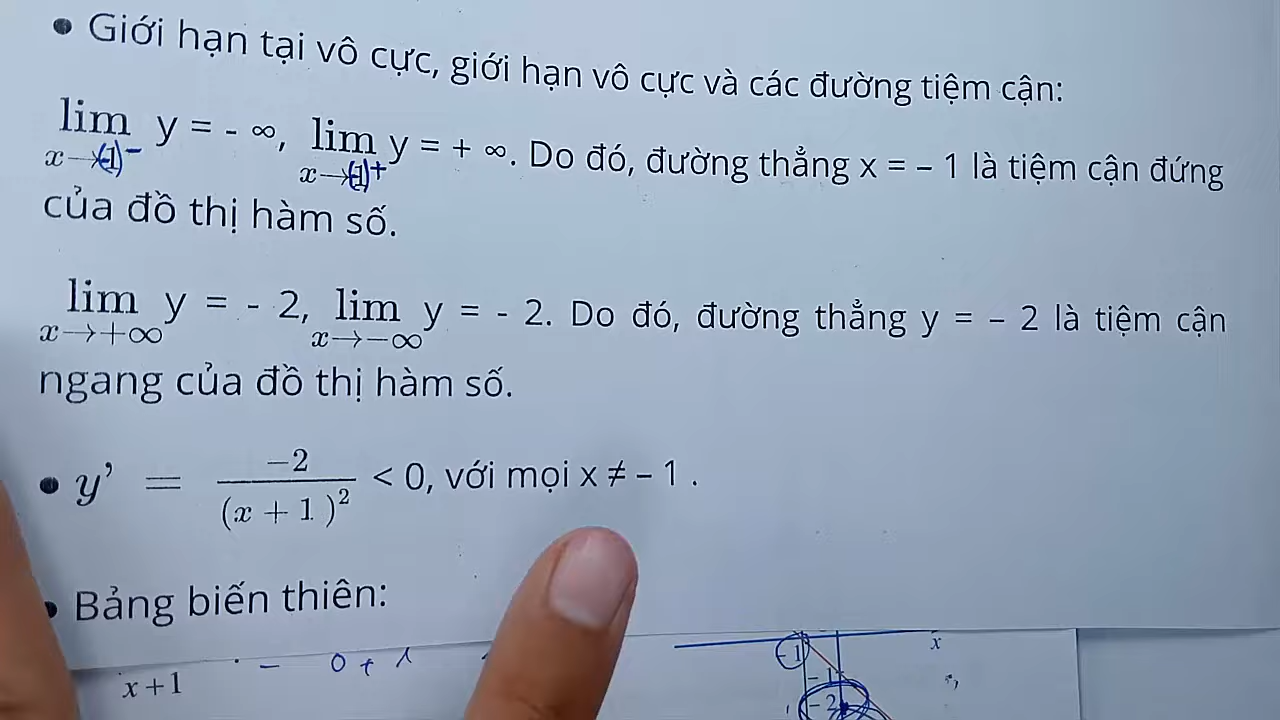 • Giới hạn tại vô cực, giới hạn vô cực và các đường tiệm cận:
lim y = - ∞, lim y = + ∞. Do đó, đường thẳng x = – 1 là tiệm cận đứng
x→(-1)⁻ x→(-1)⁺
của đồ thị hàm số.
lim y = - 2, lim y = - 2. Do đó, đường thẳng y = – 2 là tiệm cận
x→+∞ x→−∞
ngang của đồ thị hàm số.
• y’ = −2/(x + 1)² < 0, với mọi x ≠ – 1 .
• Bảng biến thiên:
− 0 + 1
x+1
x
-1
-1
-2